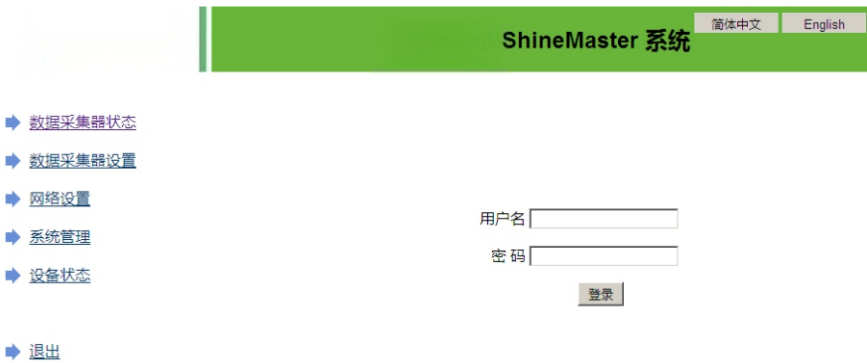 简体中文 English
ShineMaster 系统
数据采集器状态
数据采集器设置
网络设置
系统管理
设备状态
退出
用户名
密 码
登录